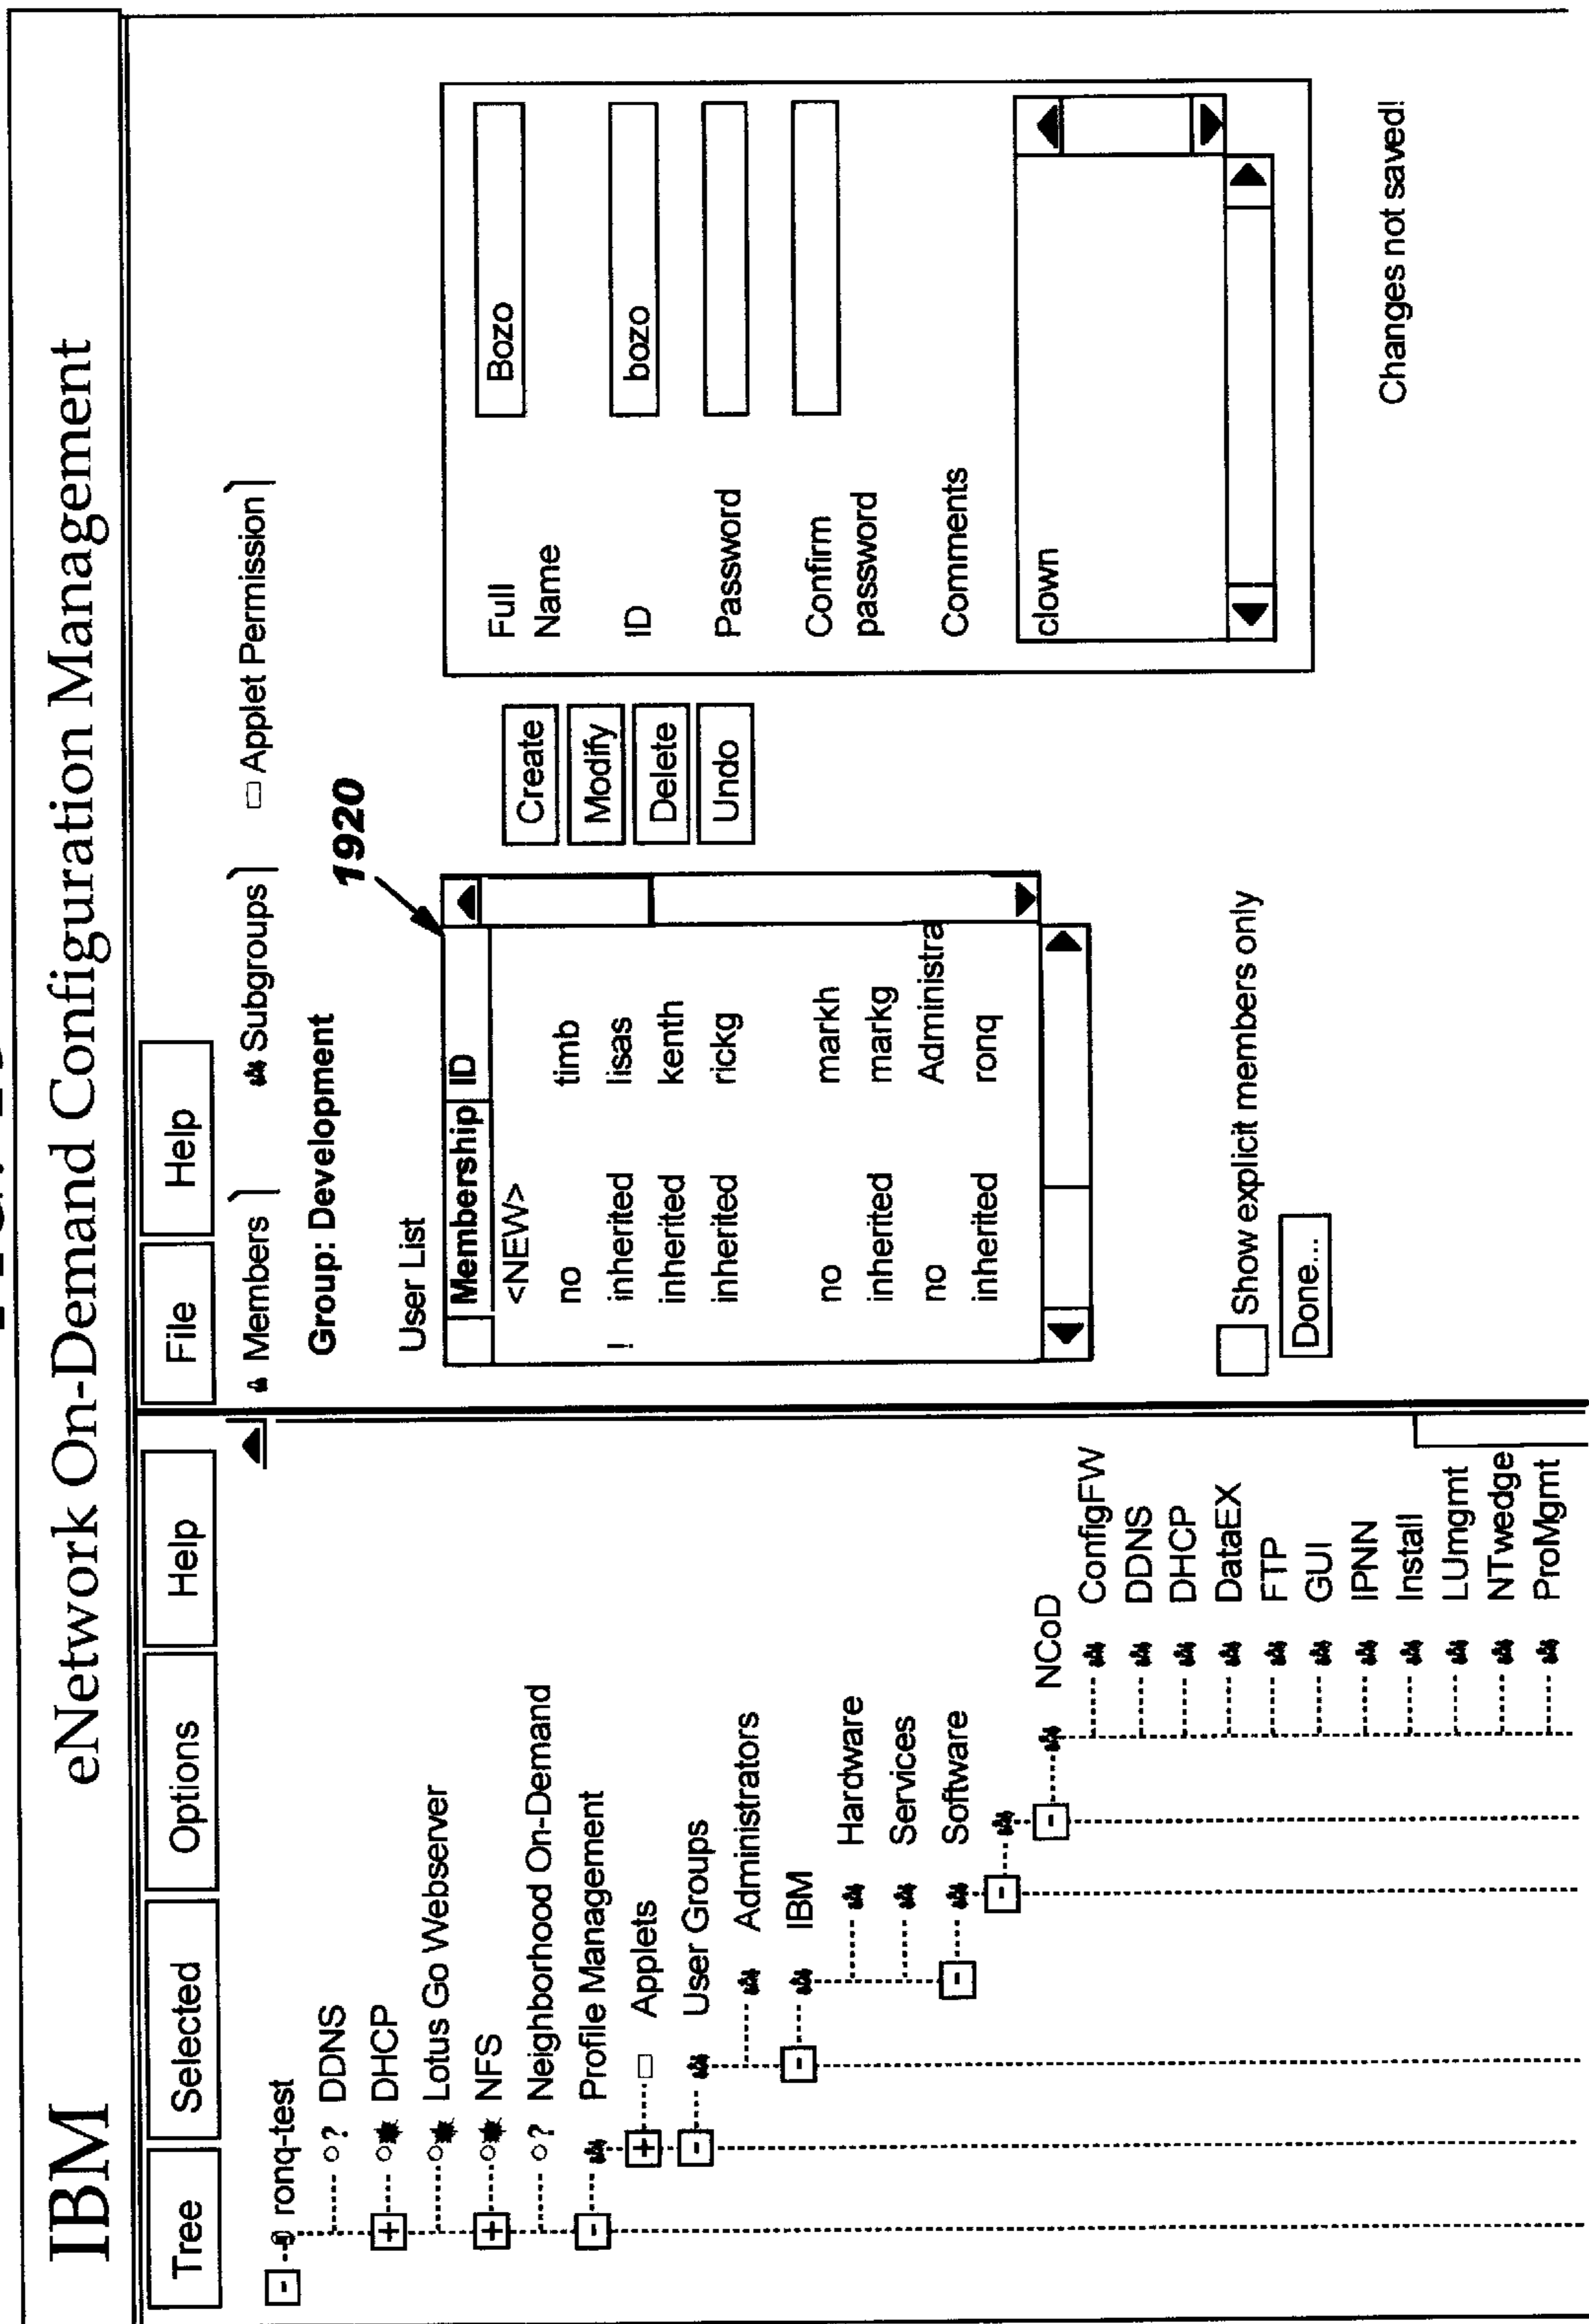 IBM eNetwork On-Demand Configuration Management
Tree Selected Options Help
ronq-test
? DDNS
DHCP
Lotus Go Webserver
NFS
? Neighborhood On-Demand
Profile Management
Applets
User Groups
Administrators
IBM
Hardware
Services
Software
NCoD
ConfigFW
DDNS
DHCP
DataEX
FTP
GUI
IPNN
Install
LUmgmt
NTwedge
ProMgmt
File Help
Members Subgroups Applet Permission
Group: Development
1920
User List
Membership ID
<NEW>
no timb
! inherited lisas
inherited kenth
inherited rickg
no markh
inherited markg
no Administra
inherited ronq
Show explicit members only
Done...
Create
Modify
Delete
Undo
Full Bozo
Name
ID bozo
Password
Confirm
password
Comments
clown
Changes not saved!